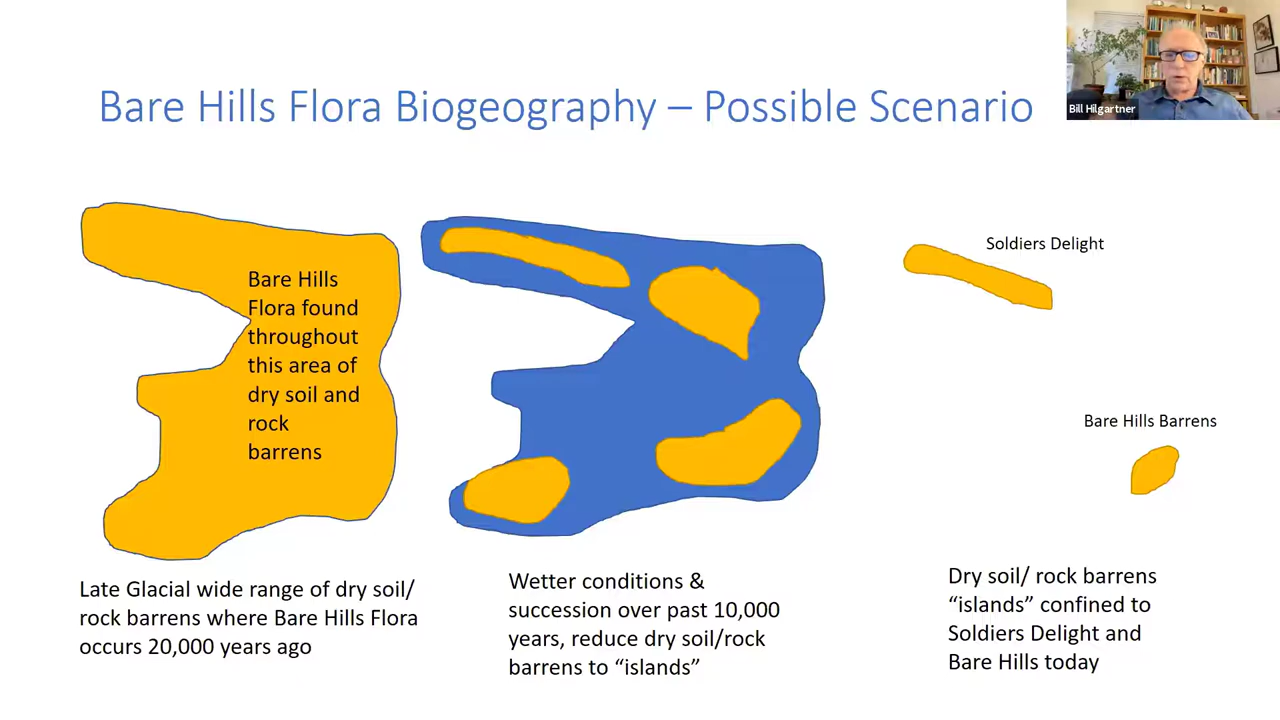 Bare Hills Flora Biogeography – Possible Scenario
Bill Hilgartner
Bare Hills
Flora found
throughout
this area of
dry soil and
rock
barrens
Soldiers Delight
Bare Hills Barrens
Late Glacial wide range of dry soil/
rock barrens where Bare Hills Flora
occurs 20,000 years ago
Wetter conditions &
succession over past 10,000
years, reduce dry soil/rock
barrens to “islands”
Dry soil/ rock barrens
“islands” confined to
Soldiers Delight and
Bare Hills today